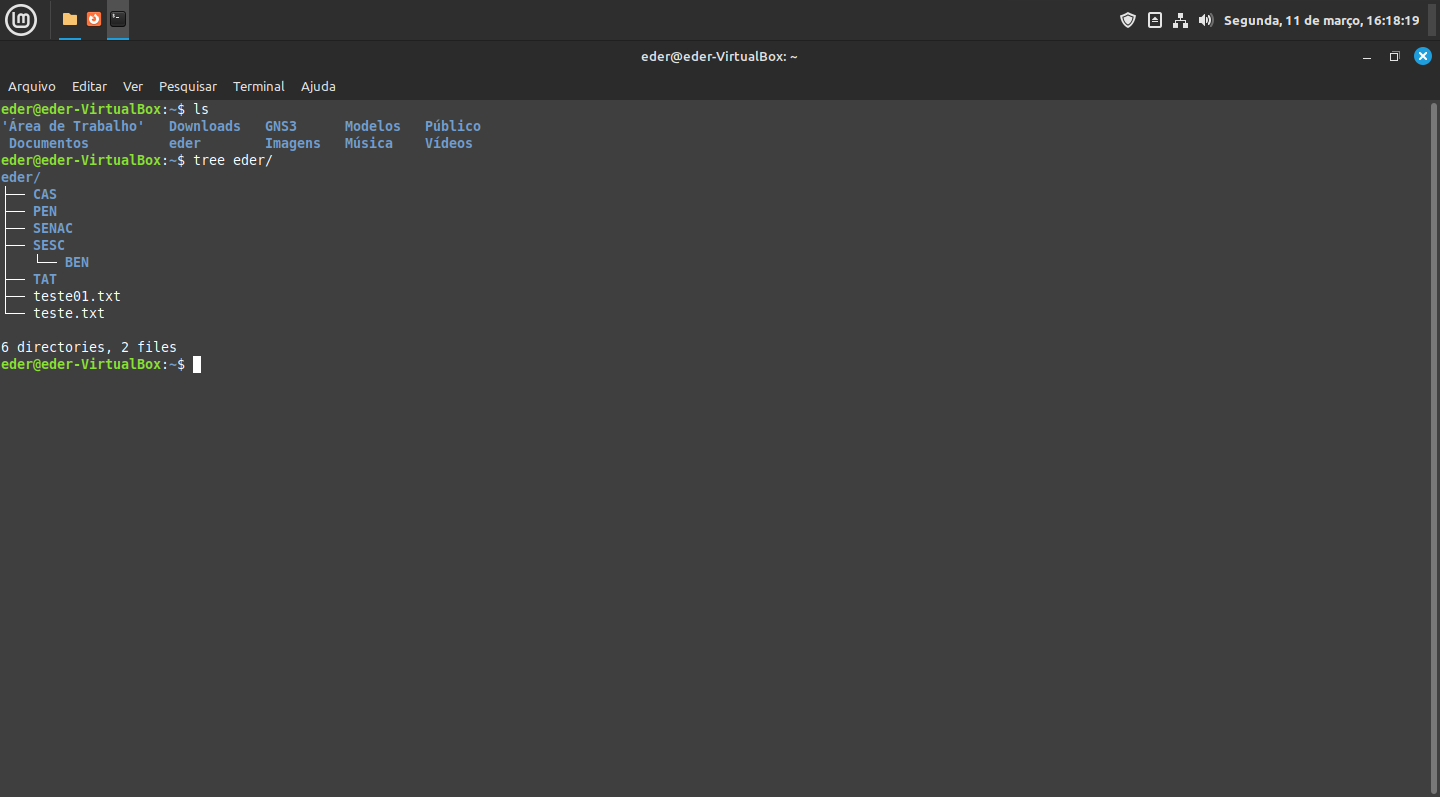 Segunda, 11 de março, 16:18:19
eder@eder-VirtualBox: ~
Arquivo Editar Ver Pesquisar Terminal Ajuda
eder@eder-VirtualBox:~$ ls
'Área de Trabalho' Downloads GNS3 Modelos Público
Documentos eder Imagens Música Vídeos
eder@eder-VirtualBox:~$ tree eder/
eder/
├── CAS
├── PEN
├── SENAC
├── SESC
│   └── BEN
├── TAT
├── teste01.txt
└── teste.txt
6 directories, 2 files
eder@eder-VirtualBox:~$